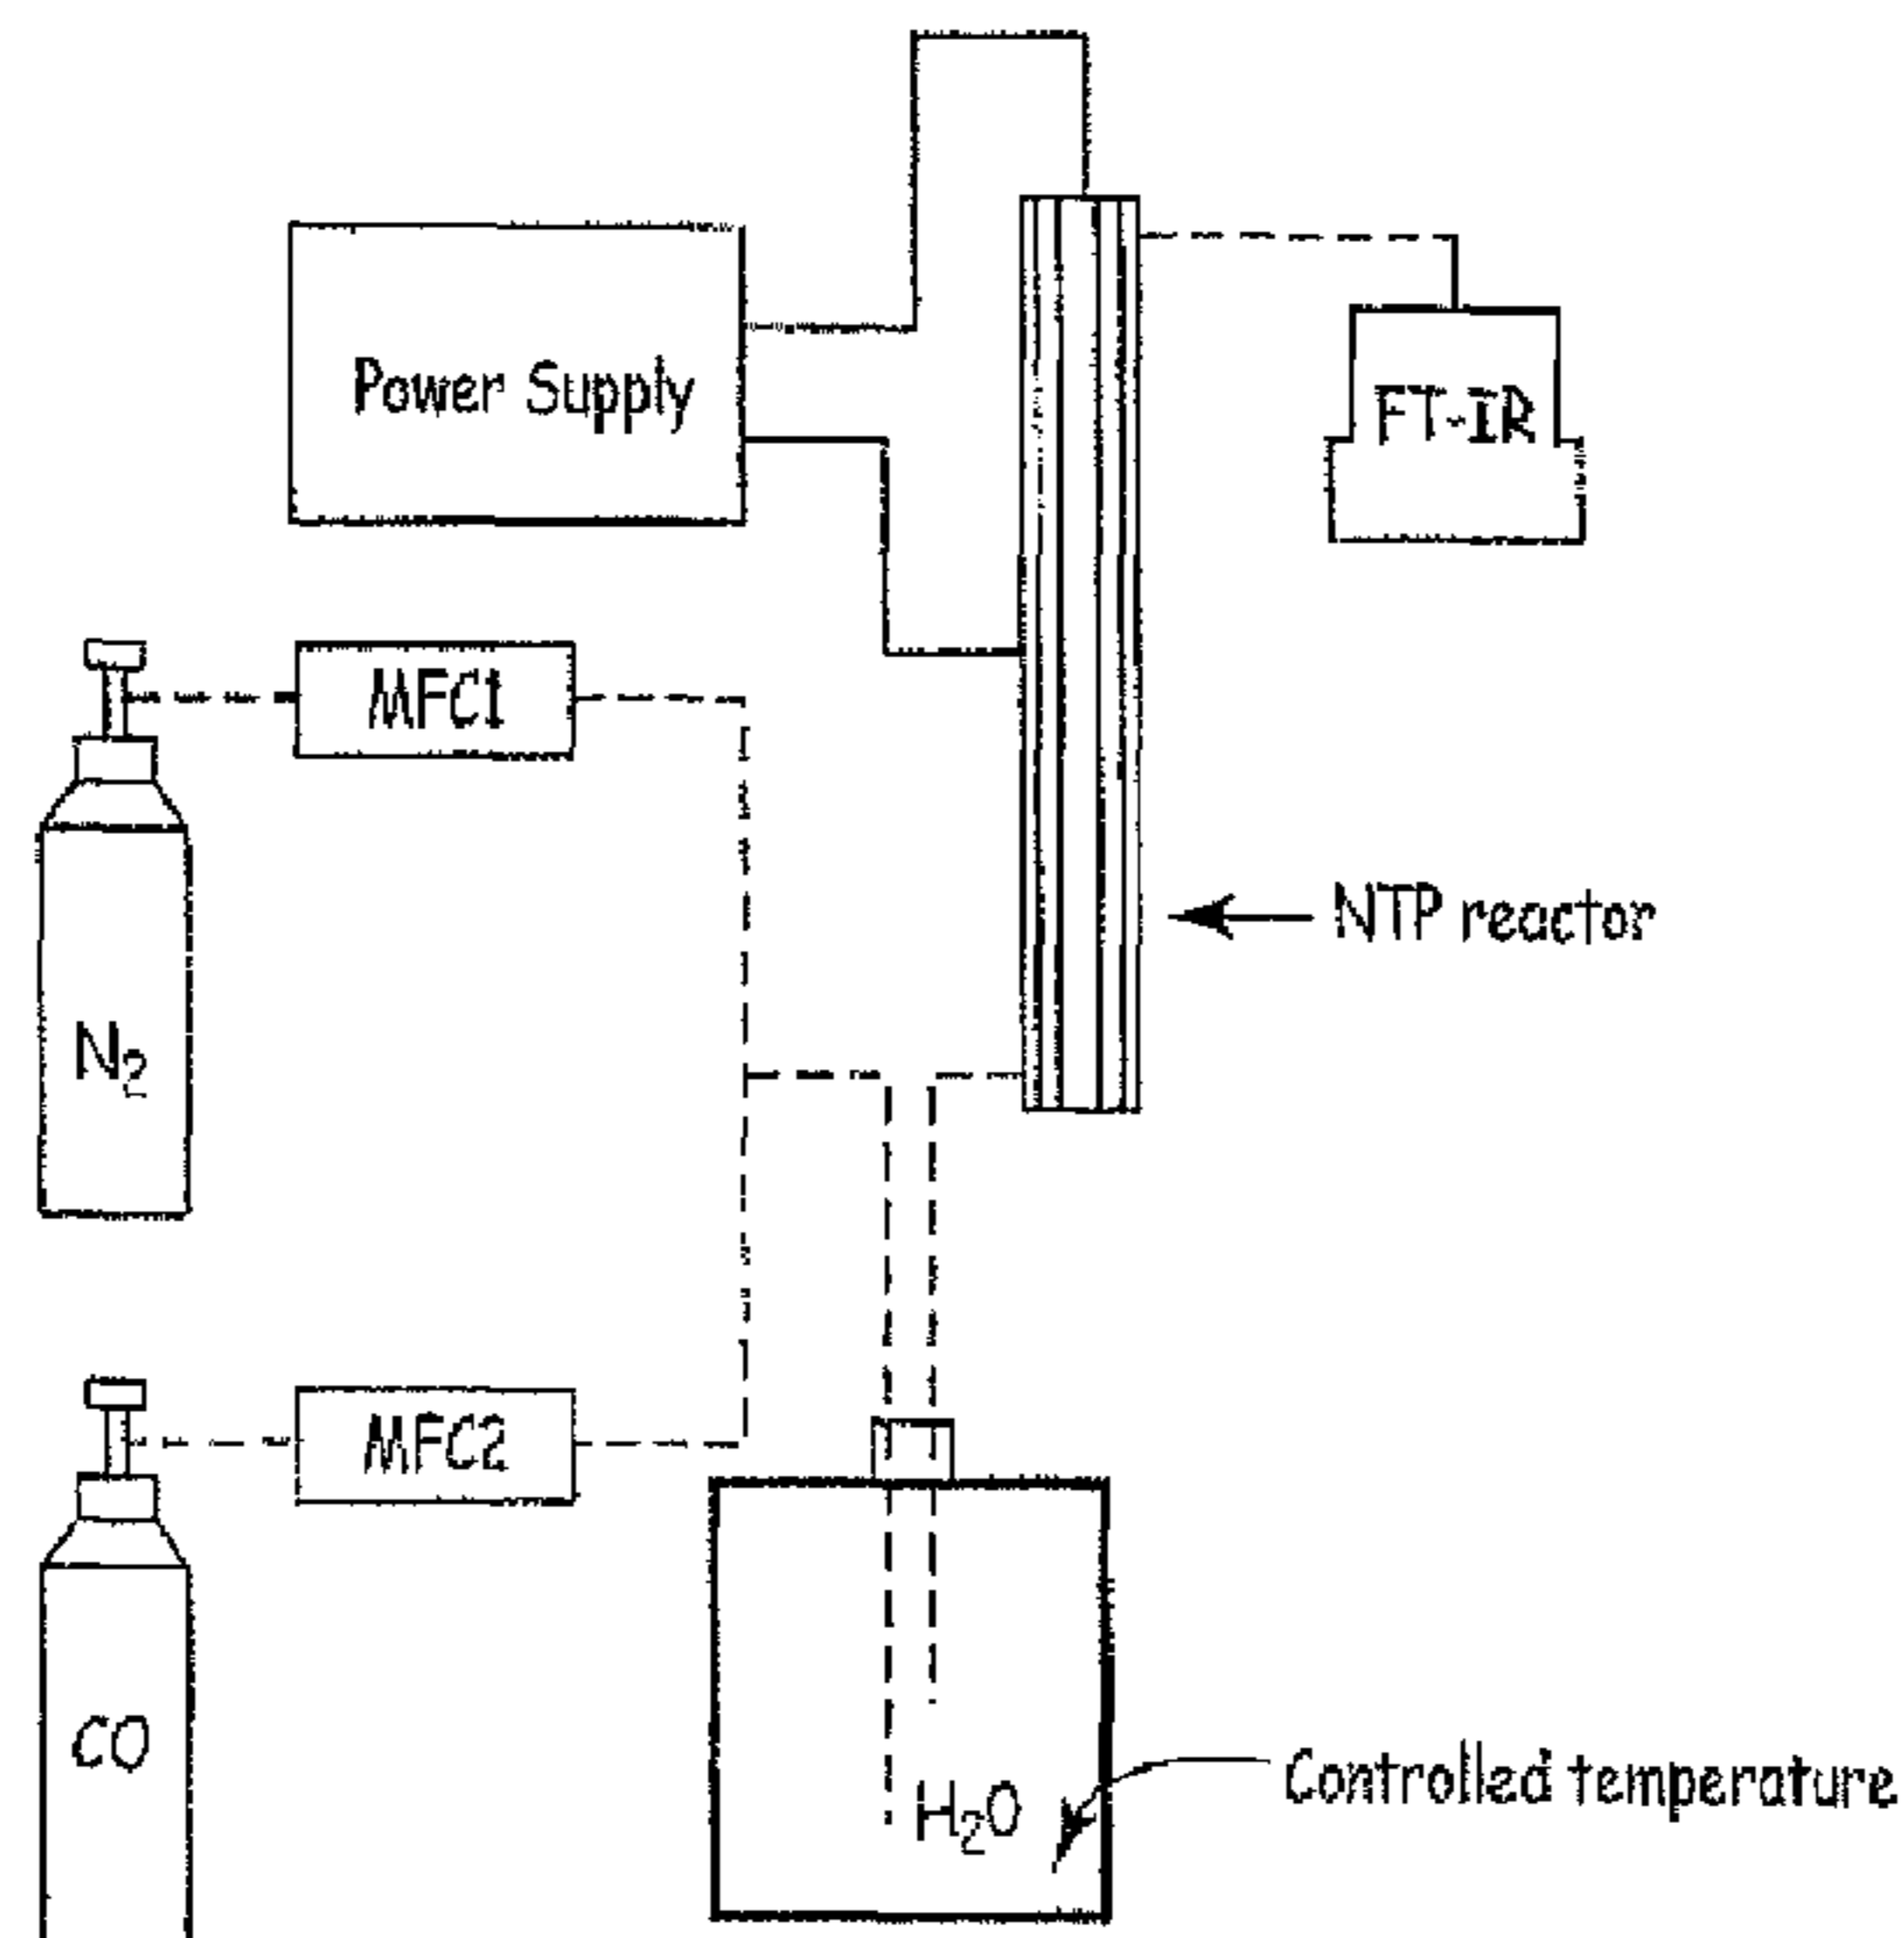 Power Supply
FT-IR
MFC1
NTP reactor
N₂
MFC2
CO
H₂O
Controlled temperature